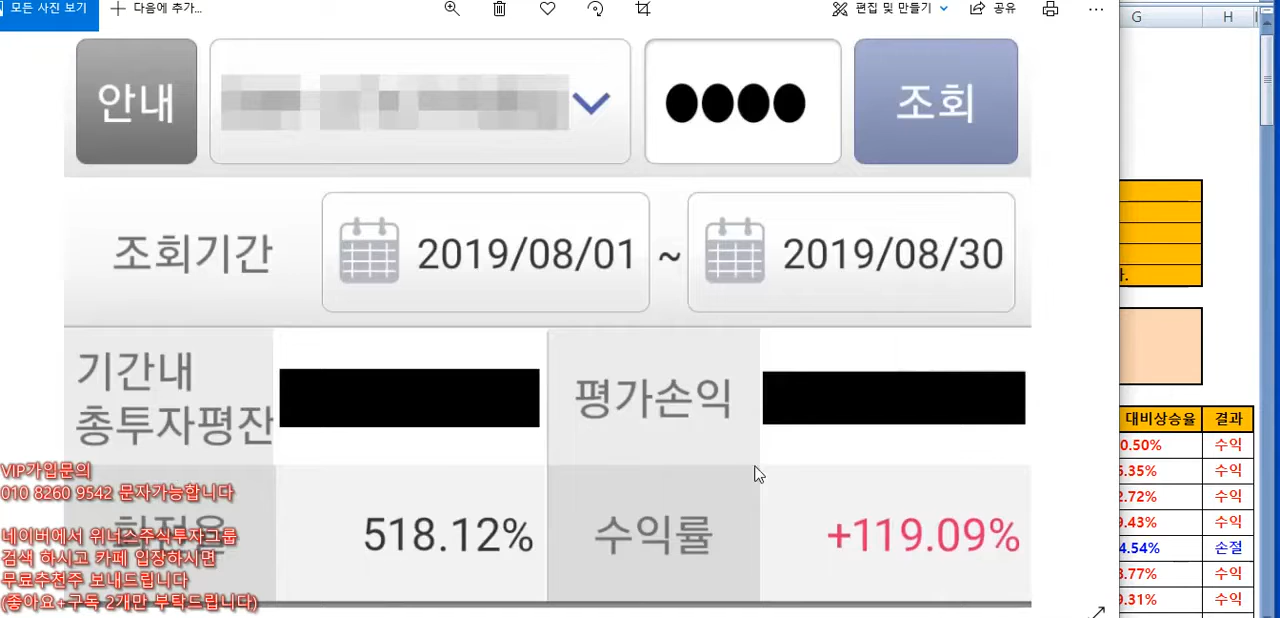 모든 사진 보기
다음에 추가...
편집 및 만들기
공유
G
H
안내
조회
조회기간
2019/08/01
~
2019/08/30
기간내
총투자평잔
평가손익
518.12%
수익률
+119.09%
VIP가입문의
010 8260 9542 문자가능합니다
네이버에서 위너스주식투자그룹
검색 하시고 카페 입장하시면
무료추천주 보내드립니다
(좋아요+구독 2개만 부탁드립니다)
대비상승율
결과
0.50%
수익
수익
2.72%
수익
수익
4.54%
손절
수익
수익